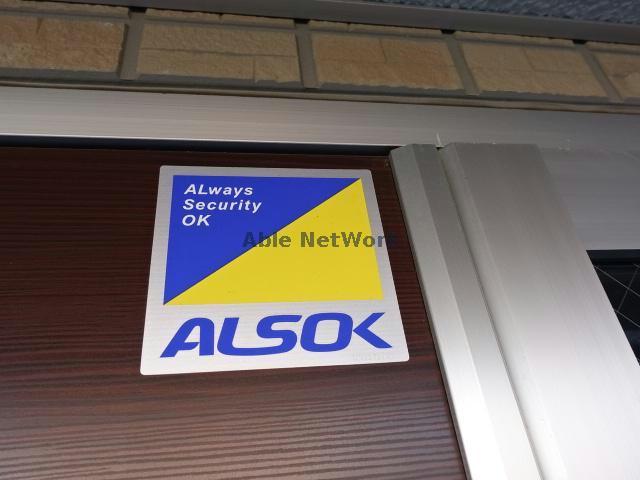 ALways
Security
OK
Able NetWork
ALSOK